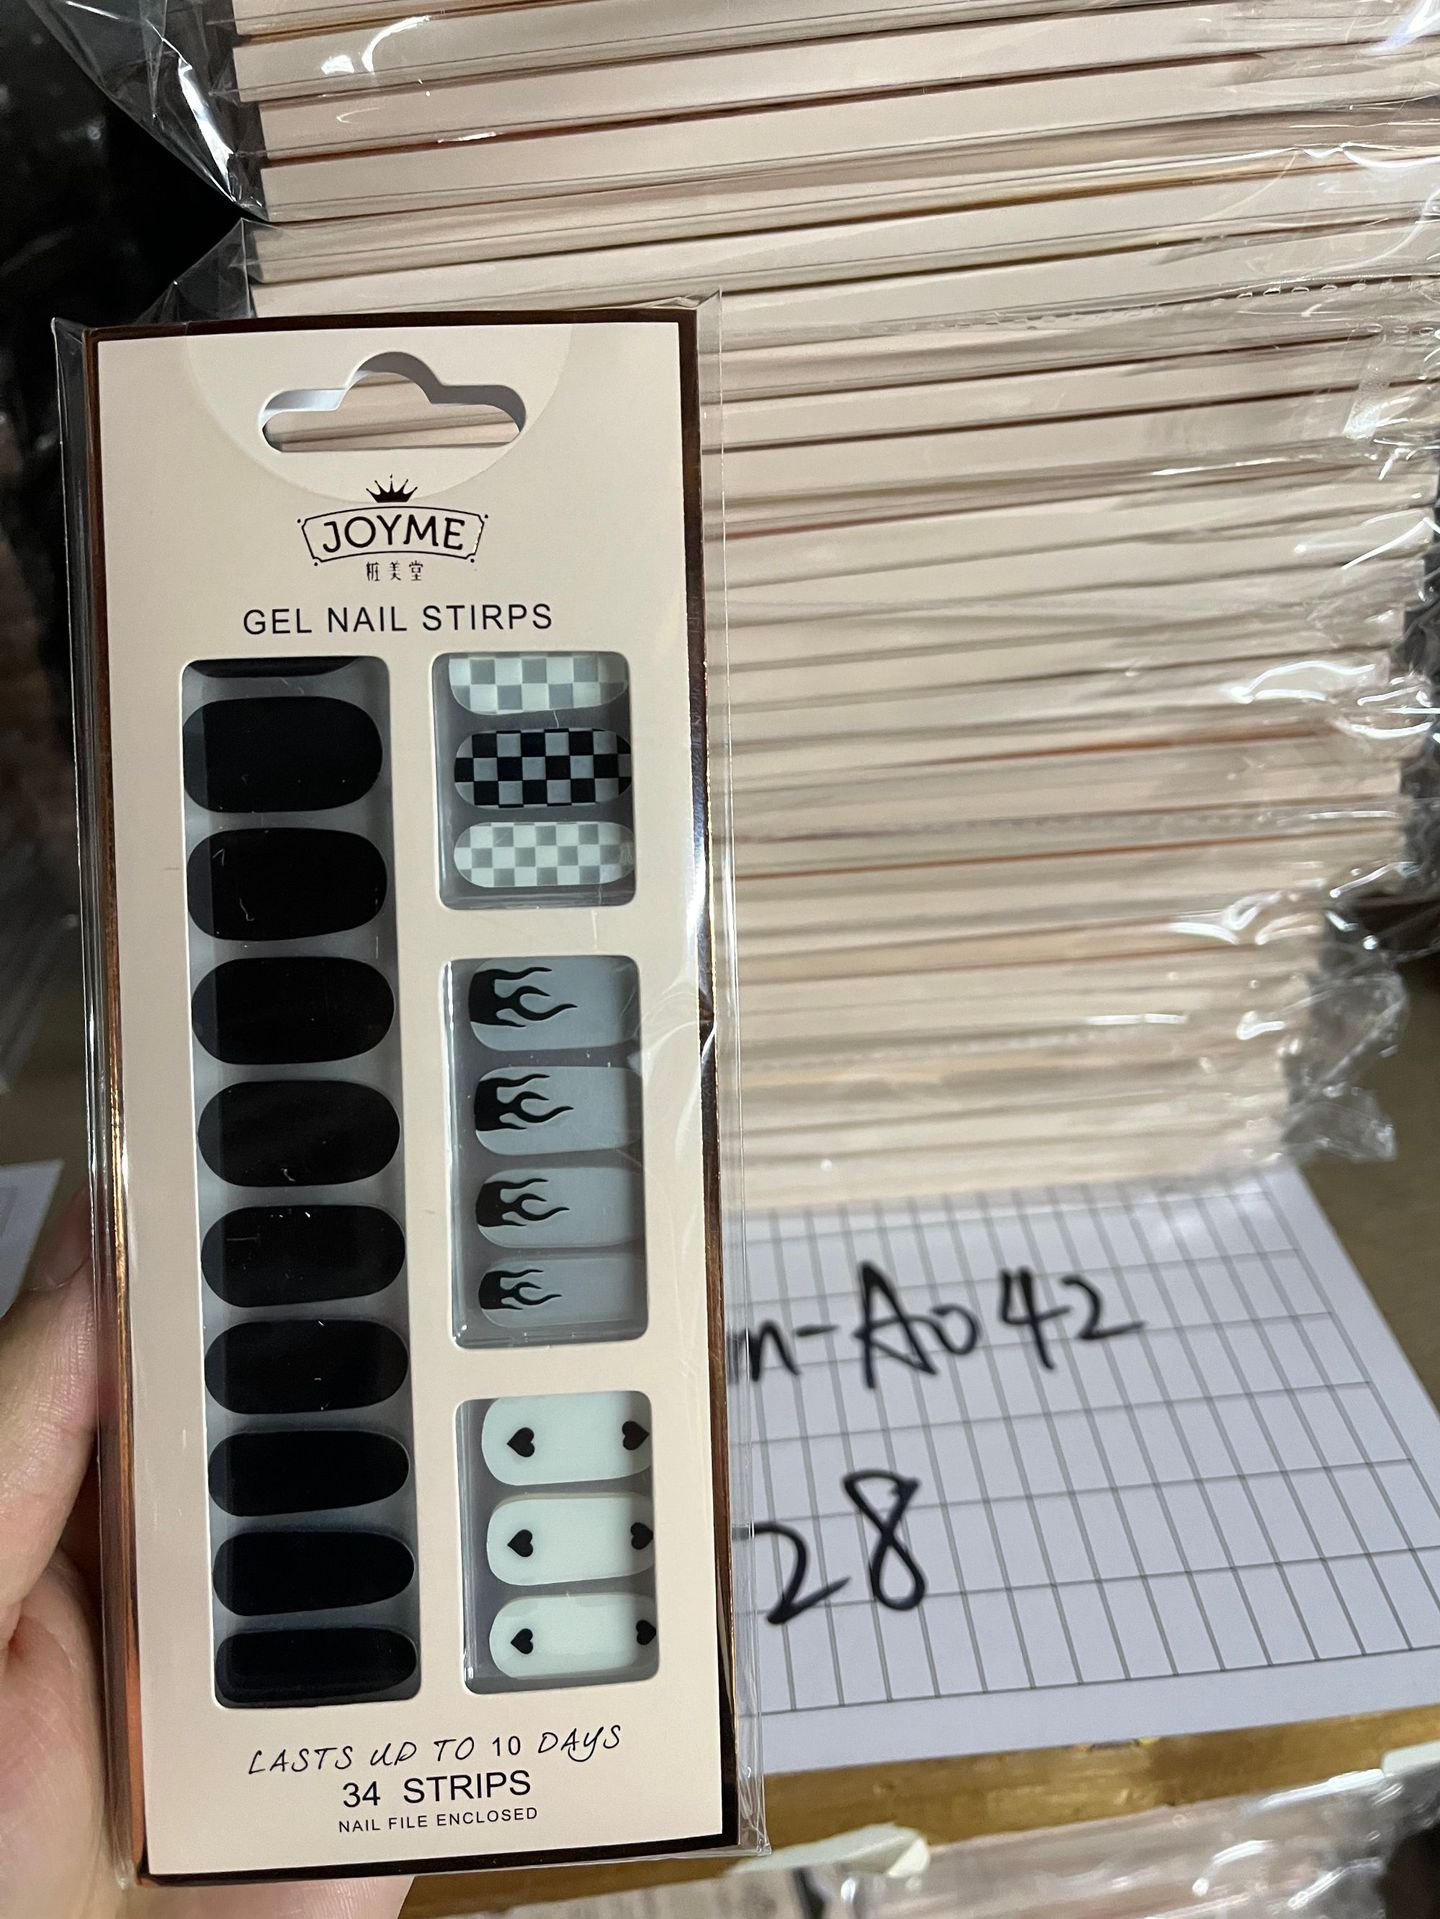 JOYME
粧美堂
GEL NAIL STIRPS
LASTS UP TO 10 DAYS
34 STRIPS
NAIL FILE ENCLOSED
m-A042
28